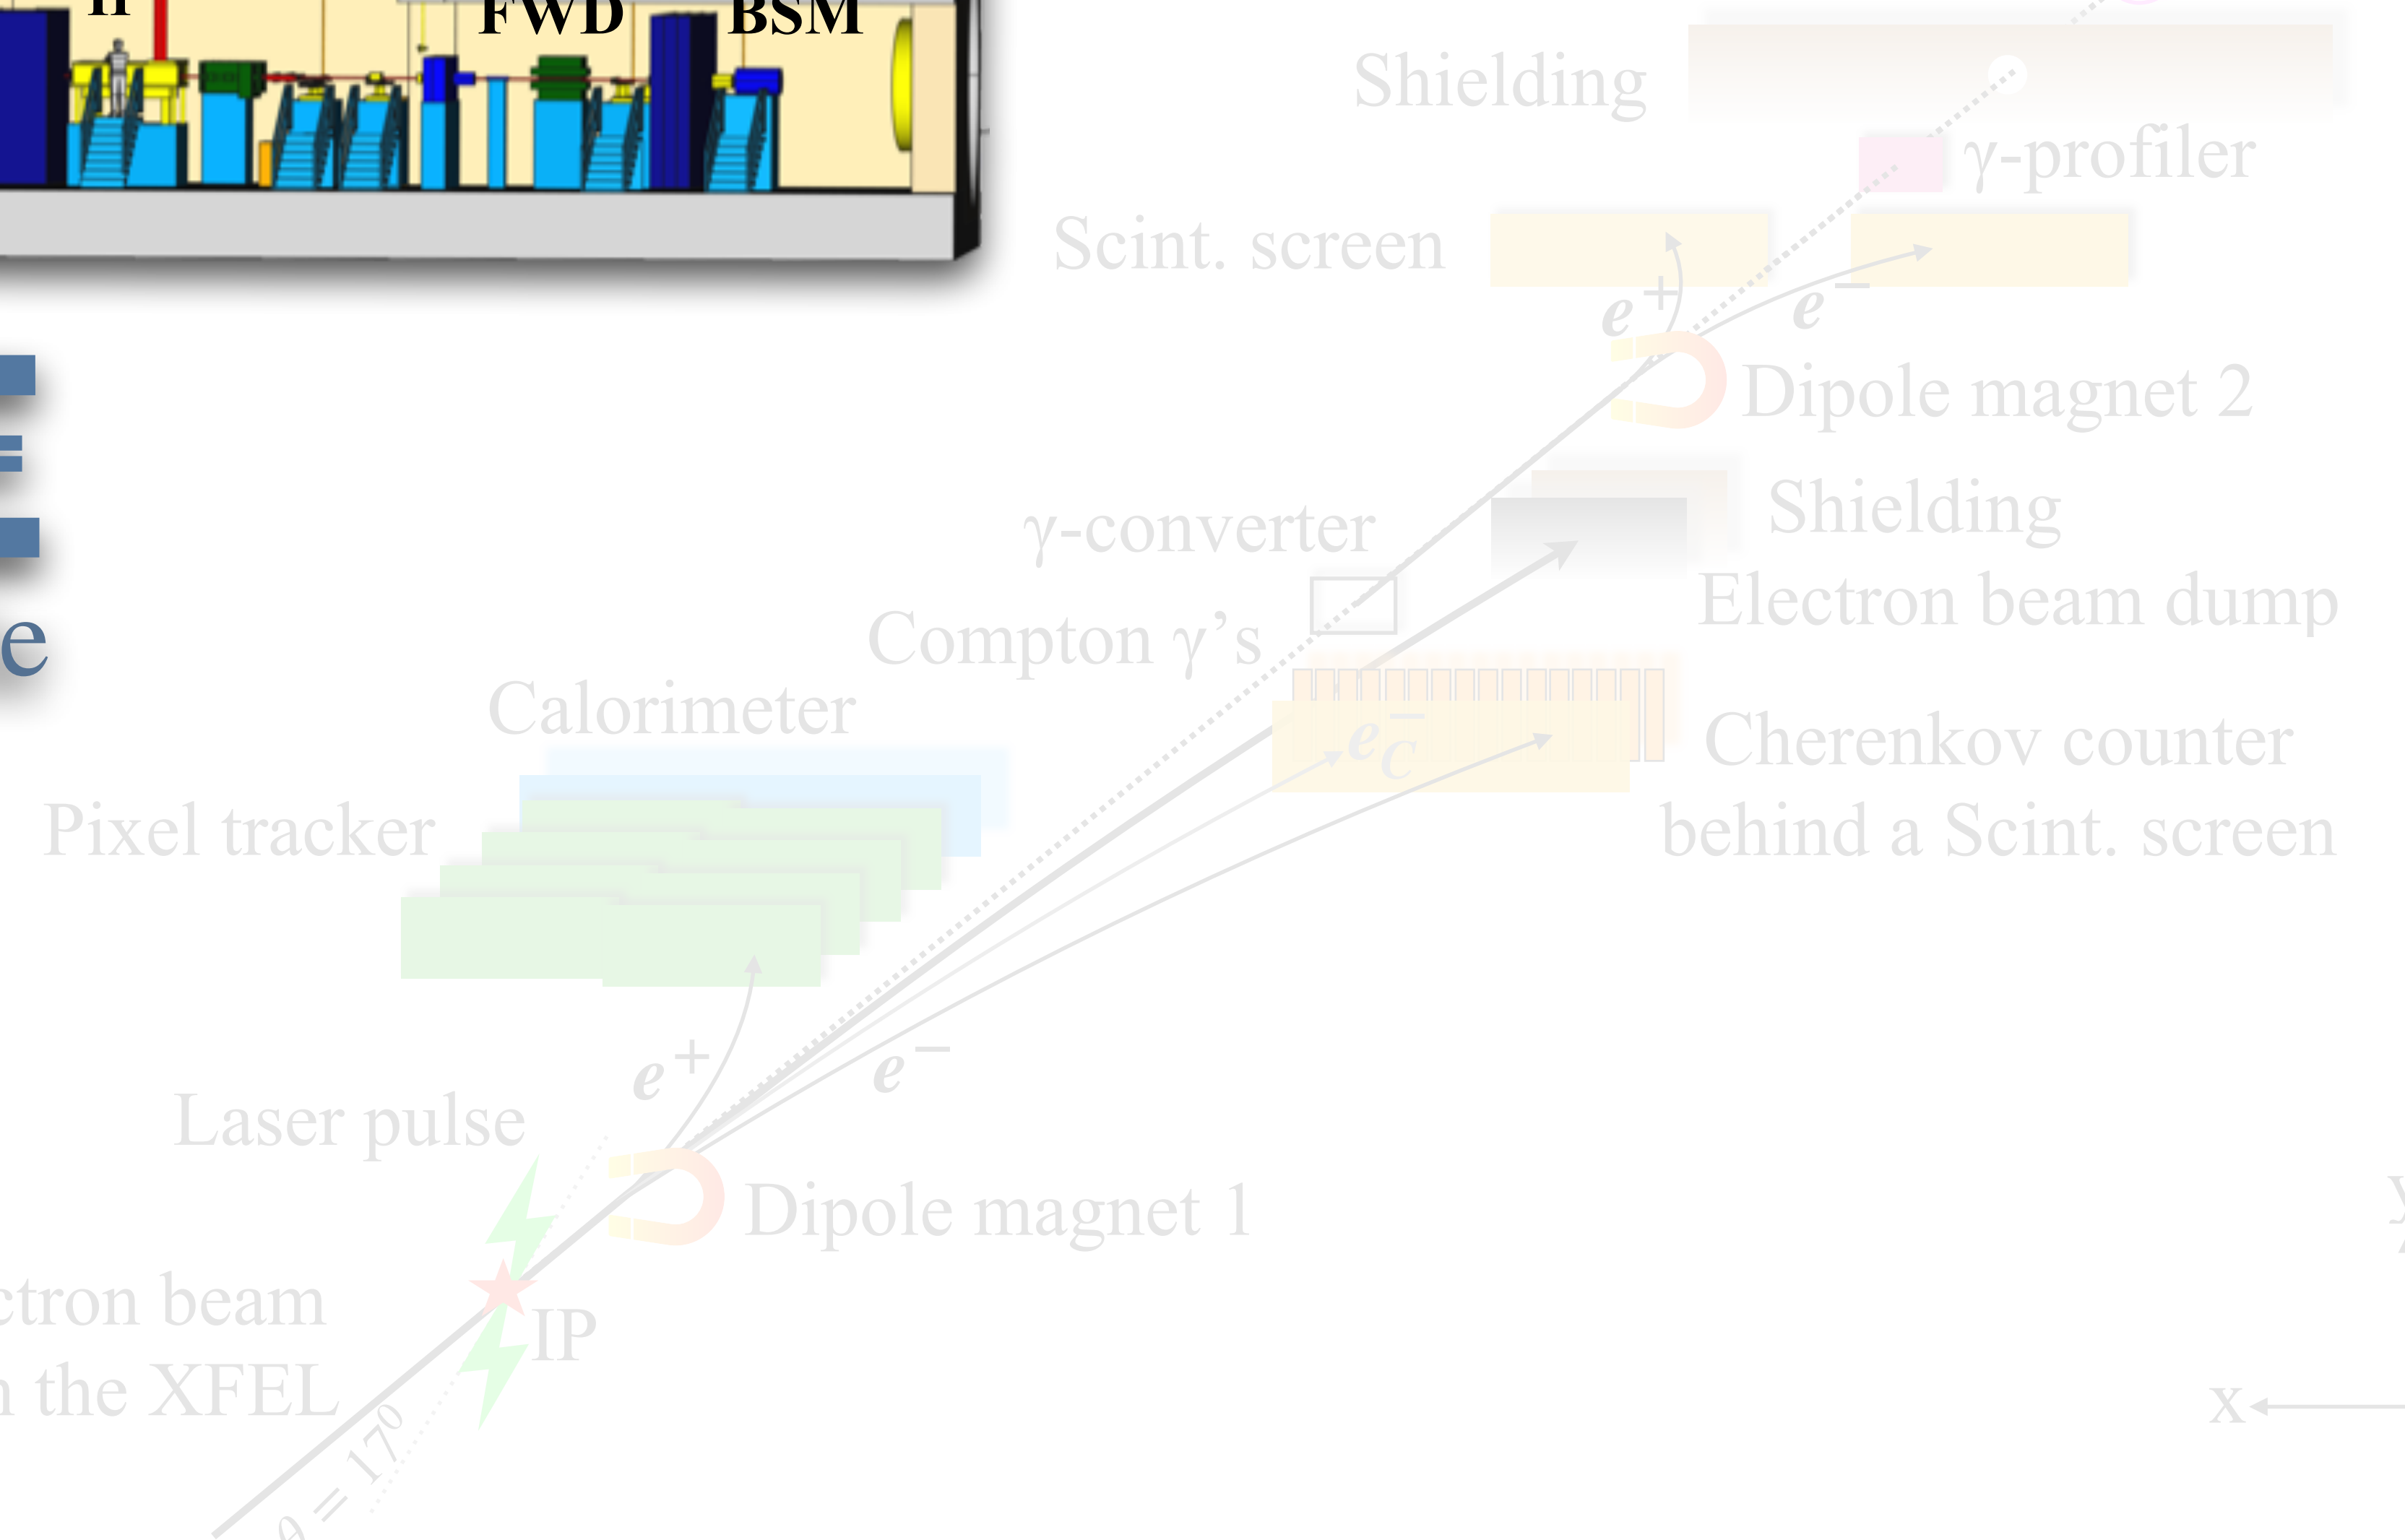 FWD BSM
Shielding
γ-profiler
Scint. screen
e+
e−
Dipole magnet 2
Shielding
γ-converter
Electron beam dump
Compton γ's
Calorimeter
e−C
Cherenkov counter
behind a Scint. screen
Pixel tracker
e+
e−
Laser pulse
Dipole magnet 1
beam
IP
the XFEL
x
θ = 17⁰